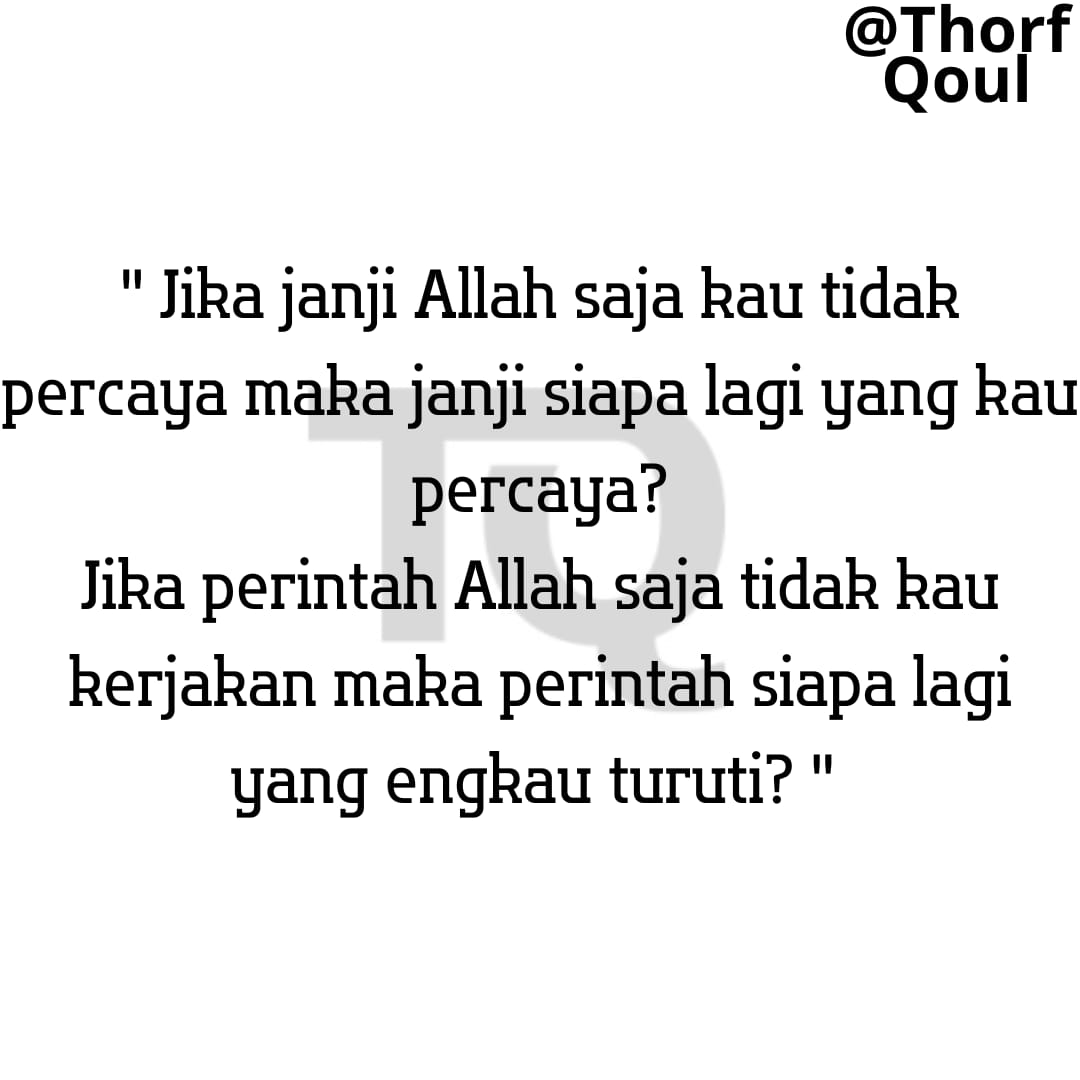 @Thorf
Qoul
" Jika janji Allah saja kau tidak
percaya maka janji siapa lagi yang kau
percaya?
Jika perintah Allah saja tidak kau
kerjakan maka perintah siapa lagi
yang engkau turuti? "
TQ